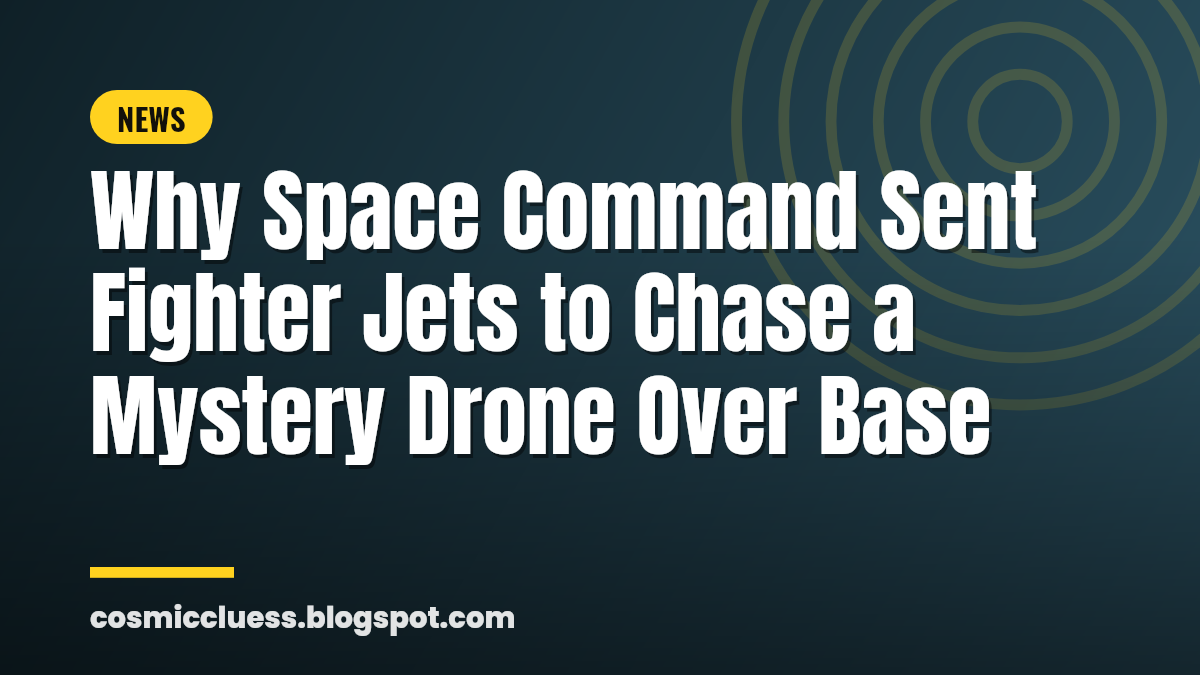 NEWS
Why Space Command Sent
Fighter Jets to Chase a
Mystery Drone Over Base
cosmiccluess.blogspot.com